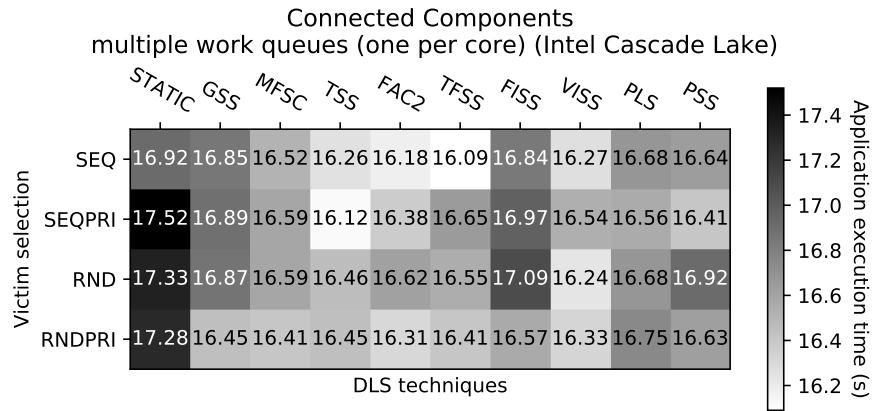 Connected Components
multiple work queues (one per core) (Intel Cascade Lake)
STATIC GSS MFSC TSS FAC2 TFSS FISS VISS PLS PSS
SEQ 16.92 16.85 16.52 16.26 16.18 16.09 16.84 16.27 16.68 16.64
SEQPRI 17.52 16.89 16.59 16.12 16.38 16.65 16.97 16.54 16.56 16.41
RND 17.33 16.87 16.59 16.46 16.62 16.55 17.09 16.24 16.68 16.92
RNDPRI 17.28 16.45 16.41 16.45 16.31 16.41 16.57 16.33 16.75 16.63
Victim selection
DLS techniques
17.4
17.2
17.0
16.8
16.6
16.4
16.2
Application execution time (s)